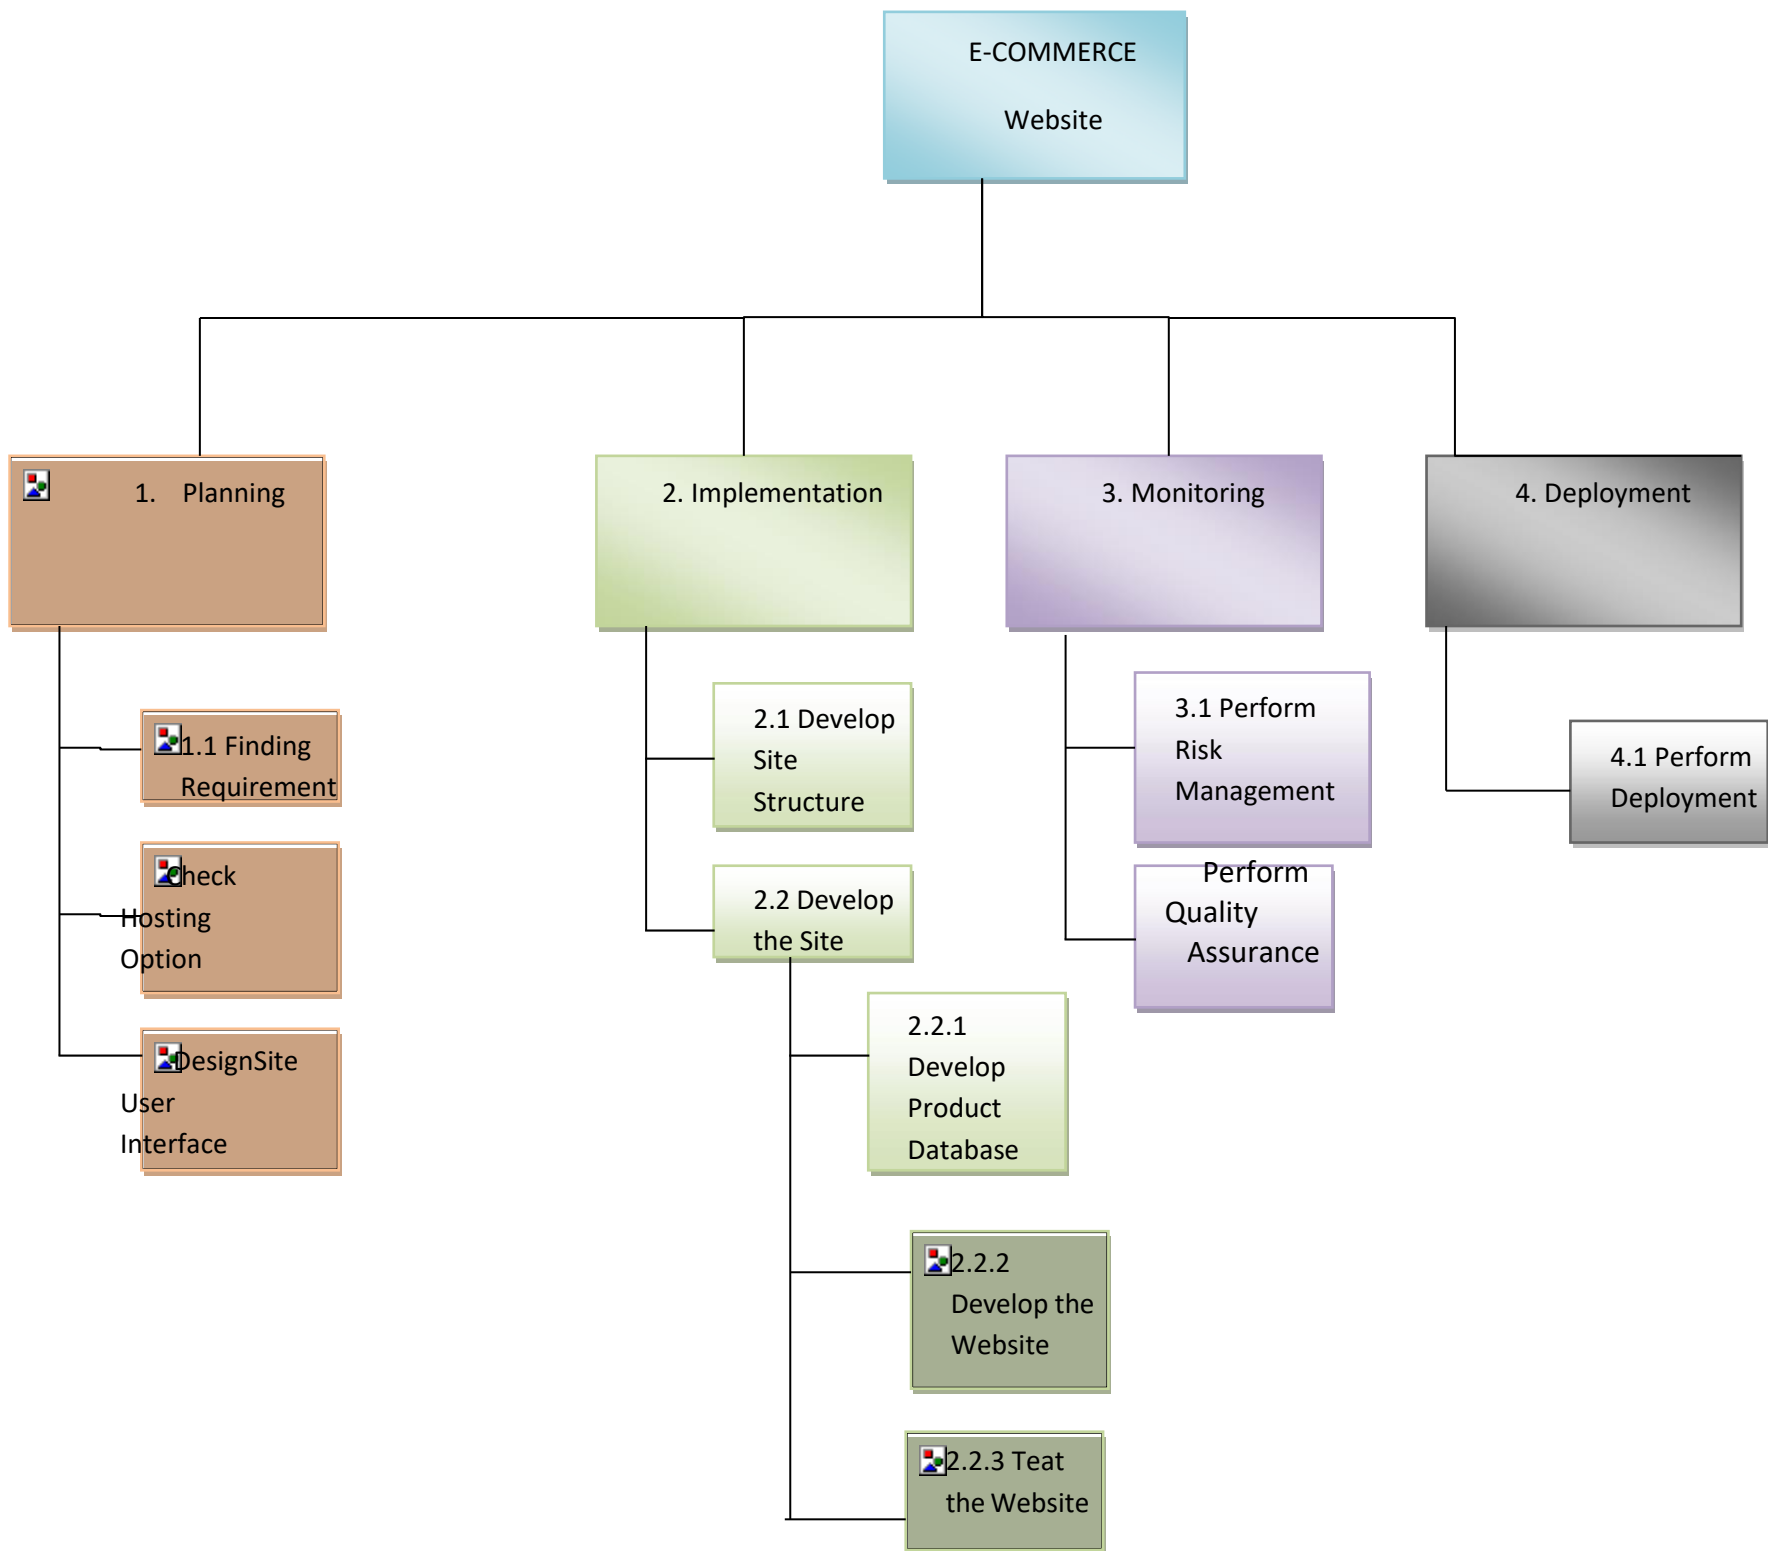 E-COMMERCE
Website
1. Planning
2. Implementation
3. Monitoring
4. Deployment
1.1 Finding
Requirement
Check
Hosting
Option
DesignSite
User
Interface
2.1 Develop
Site
Structure
2.2 Develop
the Site
2.2.1
Develop
Product
Database
2.2.2
Develop the
Website
2.2.3 Teat
the Website
3.1 Perform
Risk
Management
Perform
Quality
Assurance
4.1 Perform
Deployment